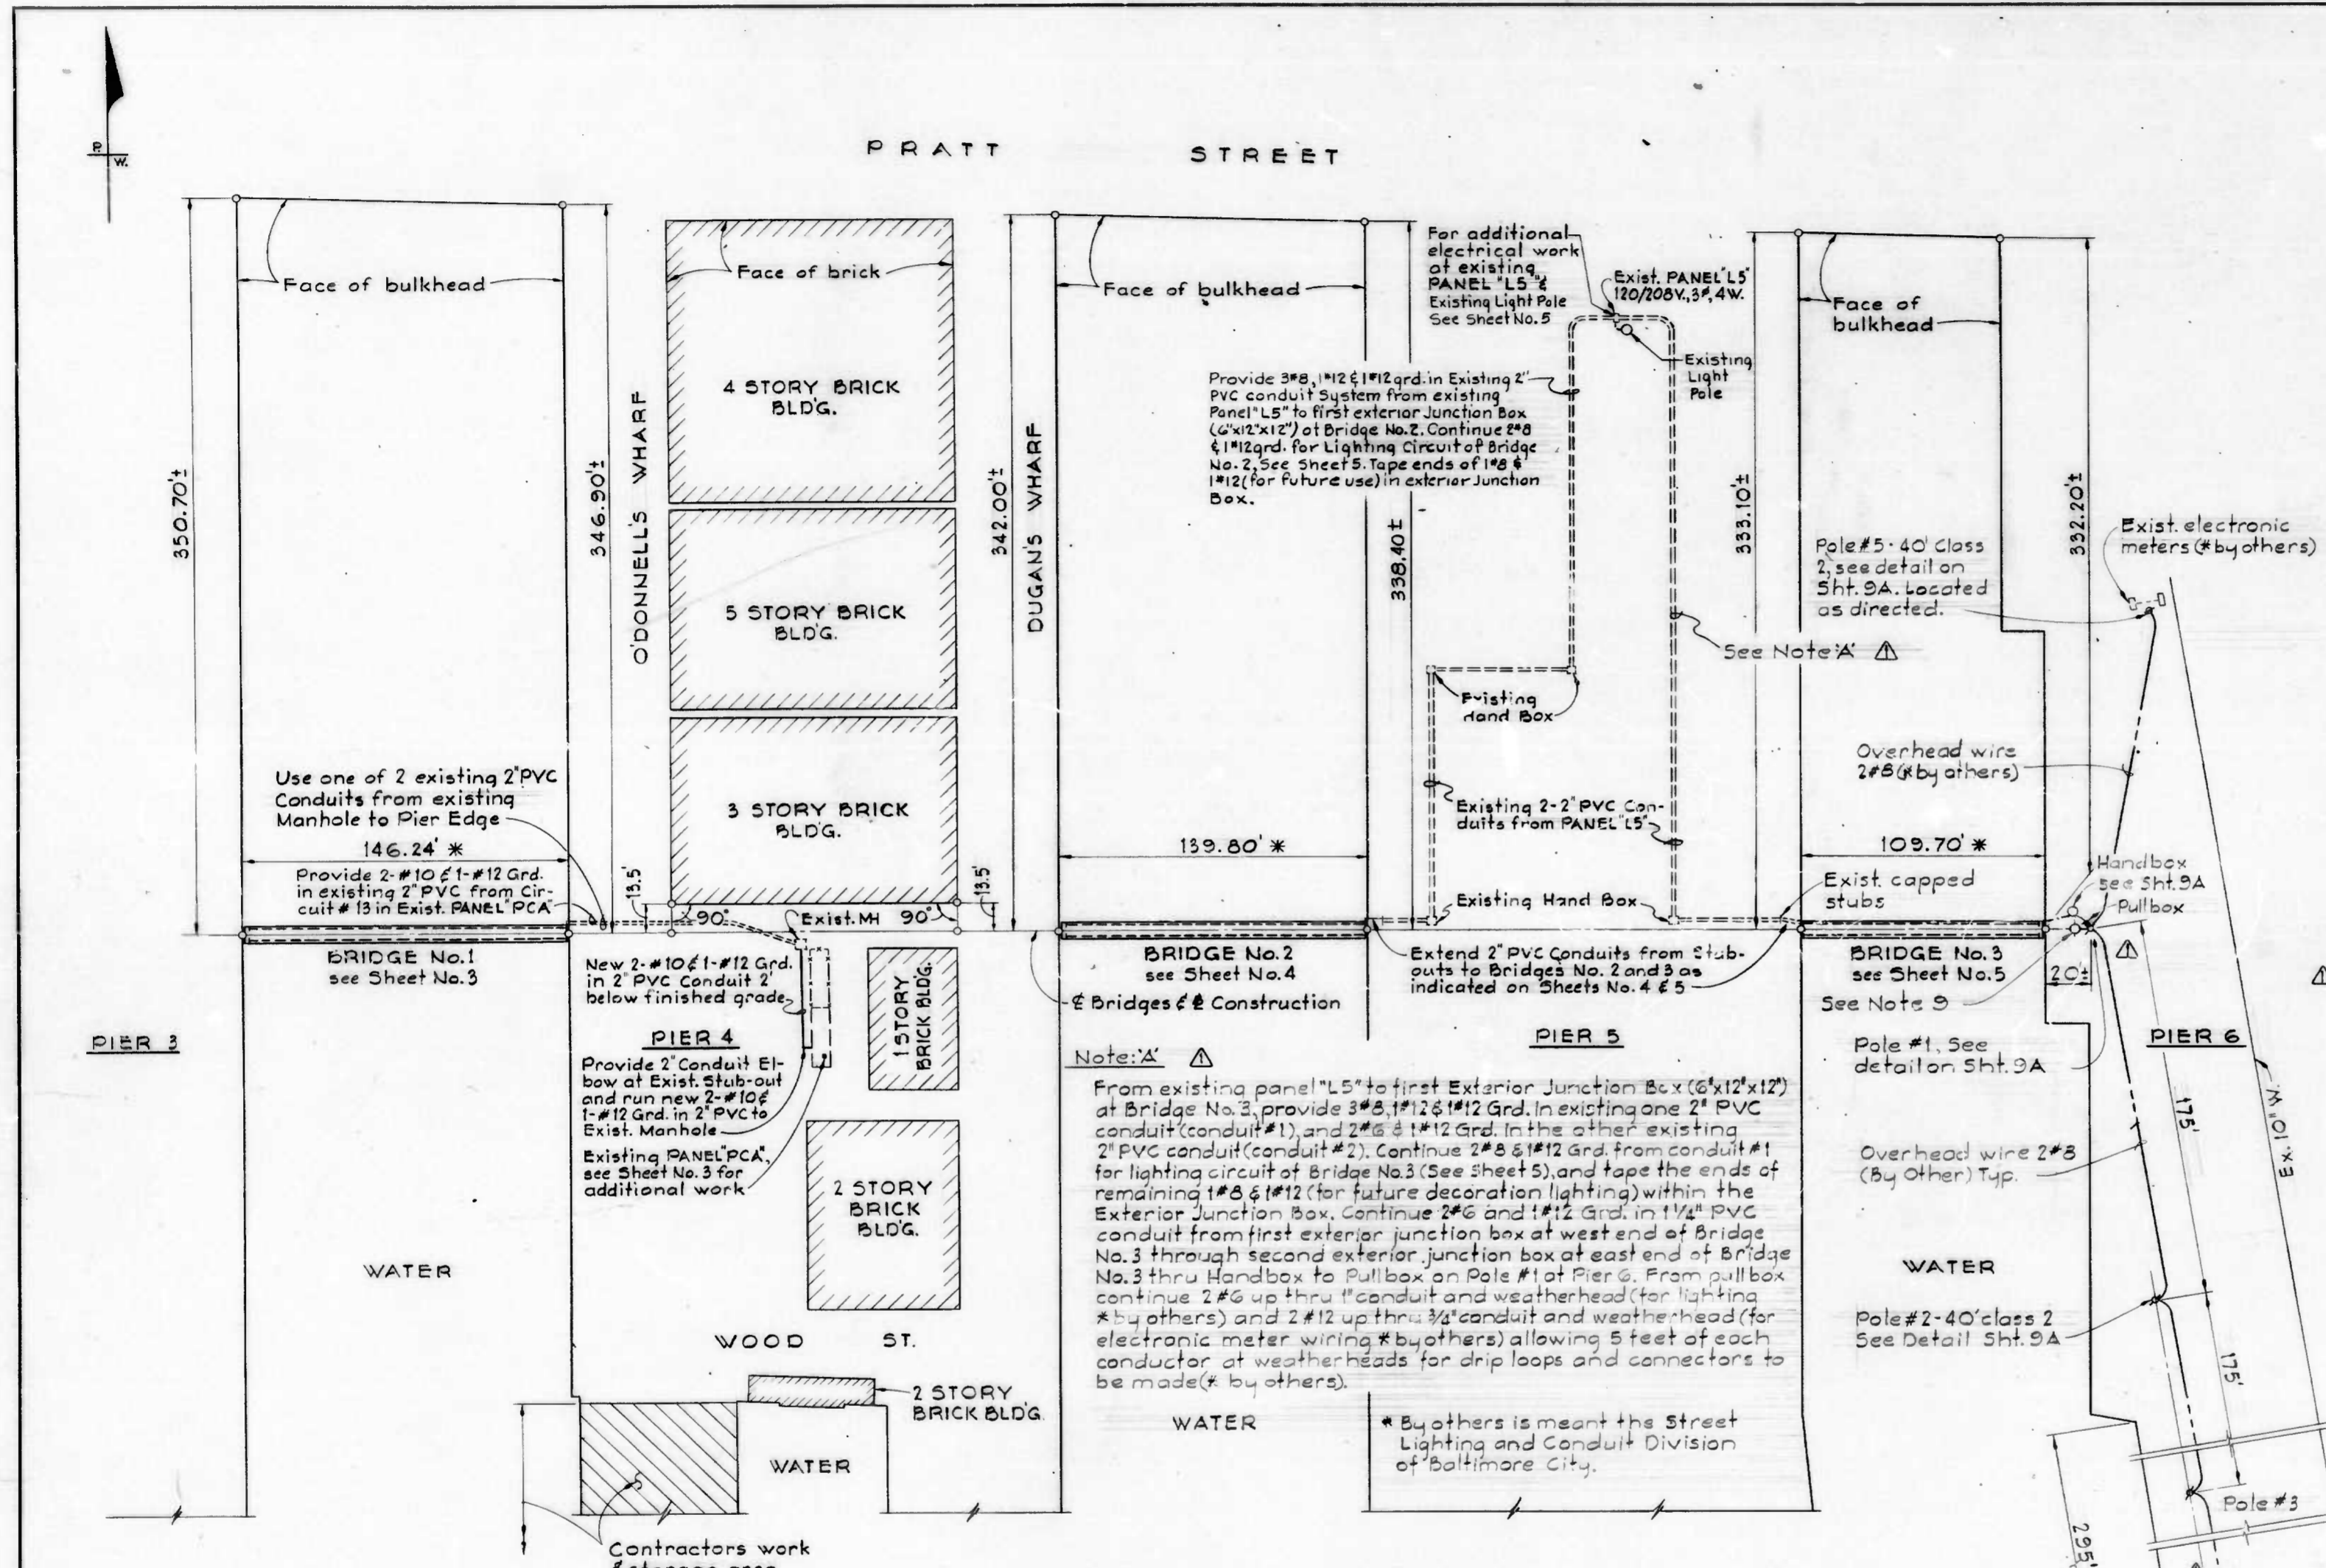 P.
W.
PRATT STREET
Face of bulkhead
Face of brick
Face of bulkhead
For additional
electrical work
at existing
PANEL "L5" &
Existing Light Pole
See Sheet No. 5
Exist. PANEL "L5"
120/208V., 3ø, 4W.
Face of
bulkhead
Existing
Light
Pole
4 STORY BRICK
BLD'G.
Provide 3#8, 1#12 & 1#12 grd. in Existing 2"
PVC conduit System from existing
Panel "L5" to first exterior Junction Box
(6"x12"x12") at Bridge No. 2. Continue 2#8
& 1#12 grd. for Lighting Circuit of Bridge
No. 2, See Sheet 5. Tape ends of 1#8 &
1#12 (for future use) in exterior Junction
Box.
350.70'±
346.90'±
O'DONNELL'S WHARF
342.00'±
DUGAN'S WHARF
338.40'±
333.10'±
332.20'±
Exist. electronic
meters (* by others)
Pole #5 - 40' Class
2, see detail on
Sht. 9A. Located
as directed.
5 STORY BRICK
BLD'G.
See Note 'A'
Existing
Hand Box
Overhead wire
2#8 (* by others)
Use one of 2 existing 2" PVC
Conduits from existing
Manhole to Pier Edge
3 STORY BRICK
BLD'G.
Existing 2-2" PVC Con-
duits from PANEL "L5"
146.24' *
139.80' *
109.70' *
Provide 2-#10 & 1-#12 Grd.
in existing 2" PVC from Cir-
cuit #13 in Exist. PANEL "PCA"
13.5'
90°
Exist. MH
90°
13.5'
Existing Hand Box
Exist. capped
stubs
Handbox
see Sht. 9A
Pullbox
BRIDGE No. 1
see Sheet No. 3
New 2-#10 & 1-#12 Grd.
in 2" PVC Conduit 2'
below finished grade
1 STORY
BRICK BLD'G.
BRIDGE No. 2
see Sheet No. 4
Extend 2" PVC Conduits from Stub-
outs to Bridges No. 2 and 3 as
indicated on Sheets No. 4 & 5
BRIDGE No. 3
see Sheet No. 5
20'±
See Note 9
℄ Bridges & ℄ Construction
PIER 3
PIER 4
PIER 5
PIER 6
Provide 2" Conduit El-
bow at Exist. Stub-out
and run new 2-#10 &
1-#12 Grd. in 2" PVC to
Exist. Manhole
Existing PANEL "PCA",
see Sheet No. 3 for
additional work
Note: 'A'
From existing panel "L5" to first Exterior Junction Box (6"x12"x12")
at Bridge No. 3, provide 3#8, 1#12 & 1#12 Grd. In existing one 2" PVC
conduit (conduit #1), and 2#6 & 1#12 Grd. In the other existing
2" PVC conduit (conduit #2). Continue 2#8 & 1#12 Grd. from conduit #1
for lighting circuit of Bridge No. 3 (See Sheet 5), and tape the ends of
remaining 1#8 & 1#12 (for future decoration lighting) within the
Exterior Junction Box. Continue 2#6 and 1#12 Grd. in 1 1/4" PVC
conduit from first exterior junction box at west end of Bridge
No. 3 through second exterior junction box at east end of Bridge
No. 3 thru Handbox to Pullbox on Pole #1 at Pier 6. From pullbox
continue 2#6 up thru 1" conduit and weatherhead (for lighting
* by others) and 2#12 up thru 3/4" conduit and weatherhead (for
electronic meter wiring * by others) allowing 5 feet of each
conductor at weatherheads for drip loops and connectors to
be made (* by others).
Pole #1, See
detail on Sht. 9A
175'
Ex. 10" W.
Overhead wire 2#8
(By Other) Typ.
2 STORY
BRICK
BLD'G.
WATER
WATER
Pole #2 - 40' class 2
See Detail Sht. 9A
WOOD ST.
175'
2 STORY
BRICK BLD'G.
WATER
WATER
* By others is meant the Street
Lighting and Conduit Division
of Baltimore City.
Pole #3
295'
Contractors work